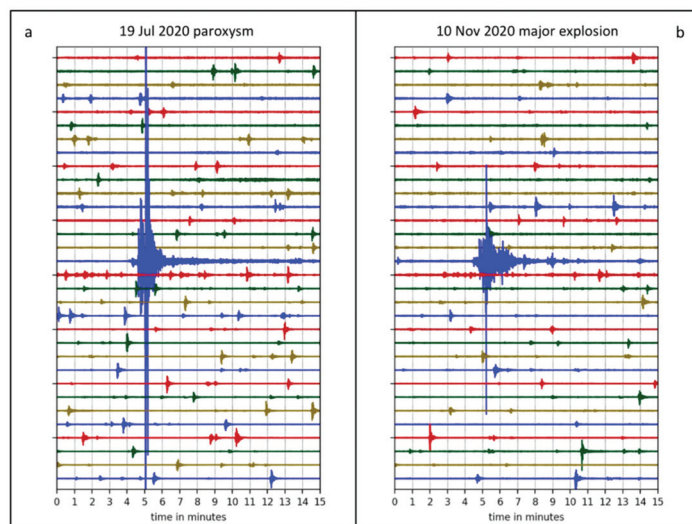 a
19 Jul 2020 paroxysm
0 1 2 3 4 5 6 7 8 9 10 11 12 13 14 15
time in minutes
10 Nov 2020 major explosion
b
0 1 2 3 4 5 6 7 8 9 10 11 12 13 14 15
time in minutes